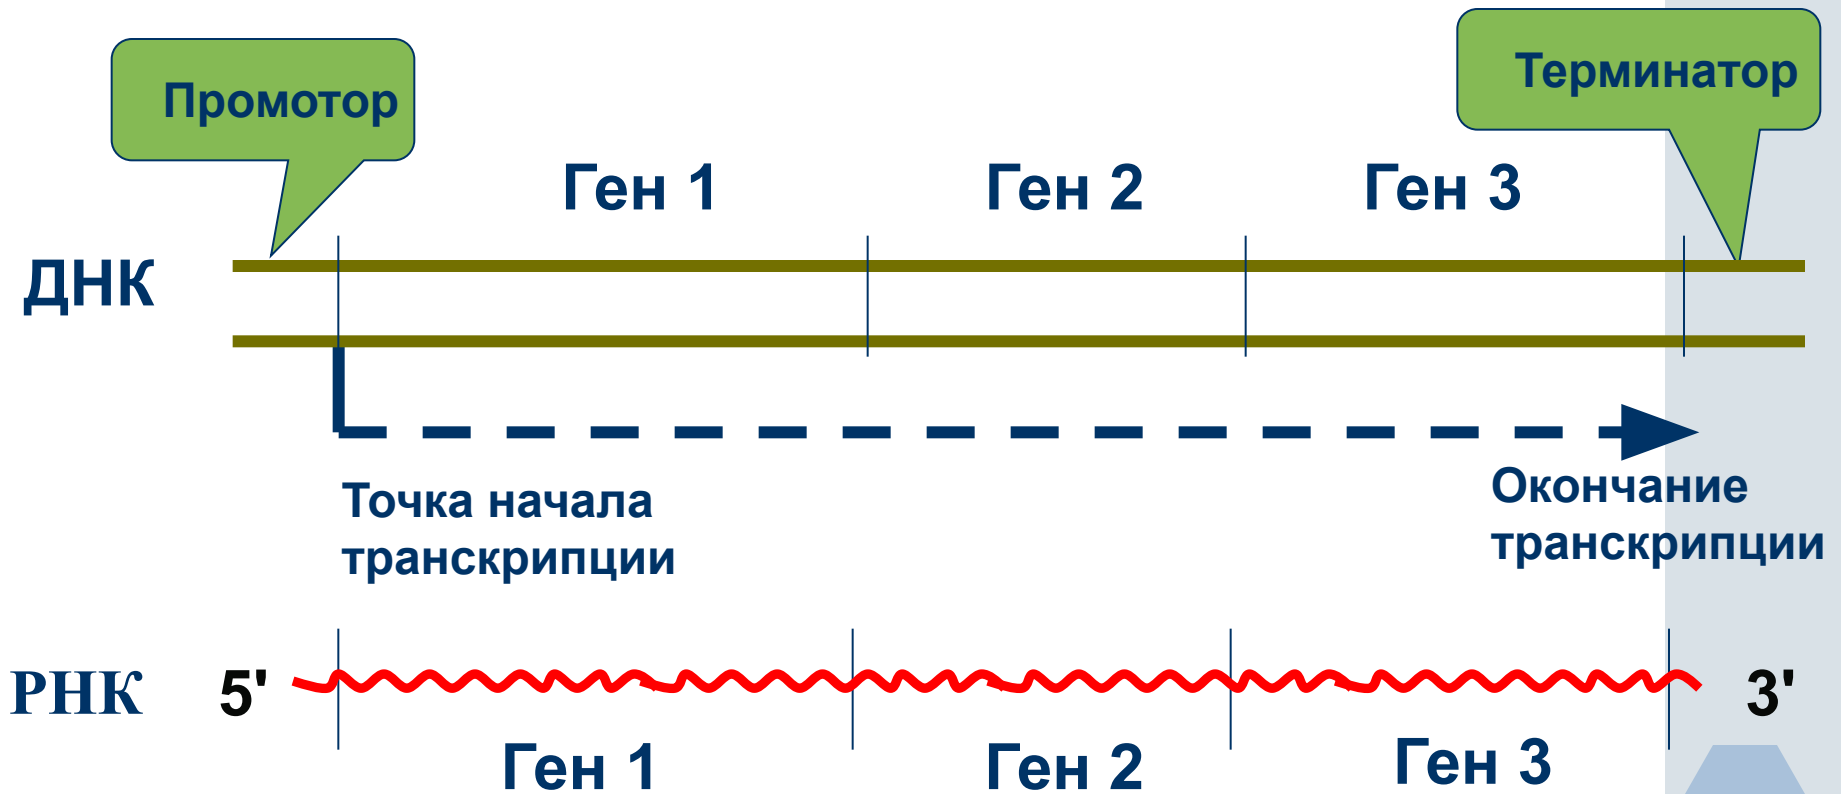 Промотор
Терминатор
Ген 1
Ген 2
Ген 3
ДНК
Точка начала
транскрипции
Окончание
транскрипции
РНК
5'
3'
Ген 1
Ген 2
Ген 3